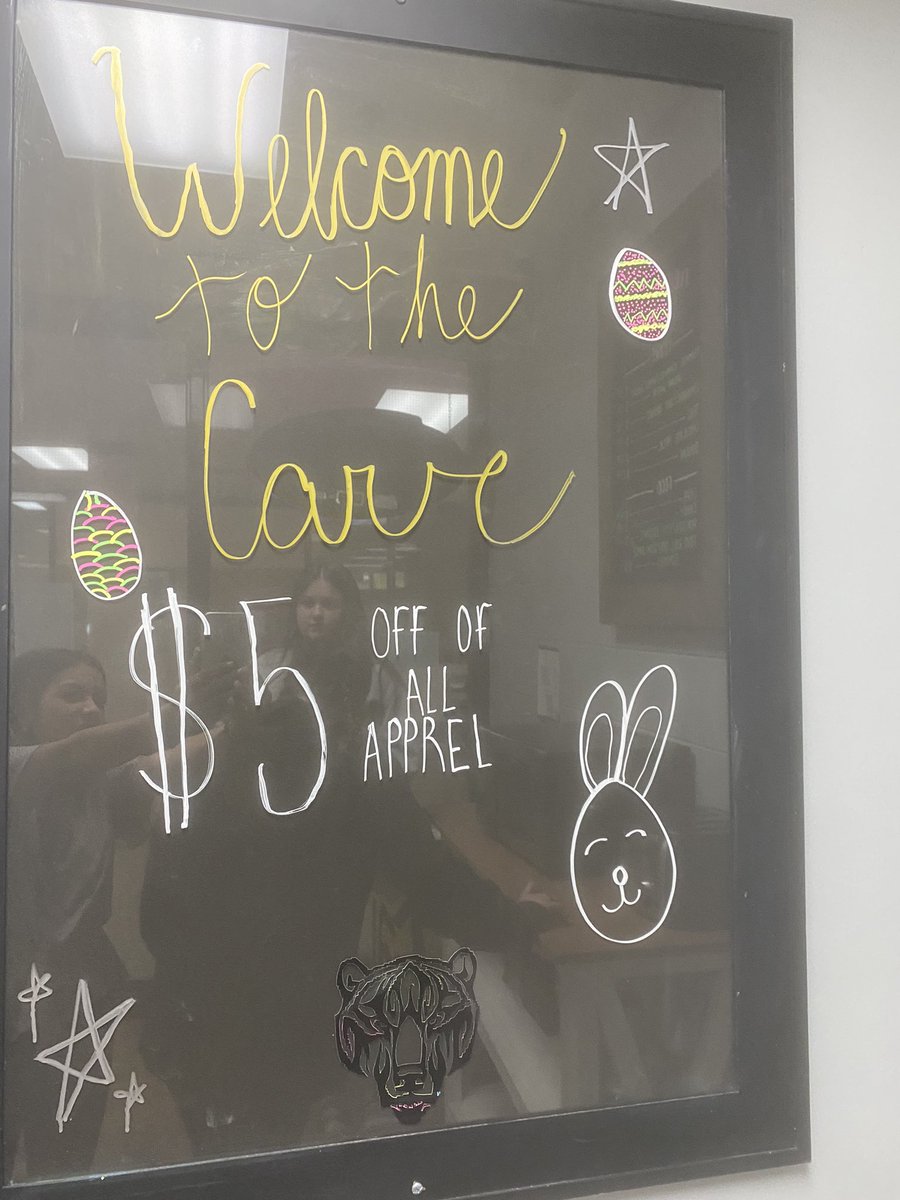 Welcome
to the
Cave
$5 OFF OF
ALL
APPREL